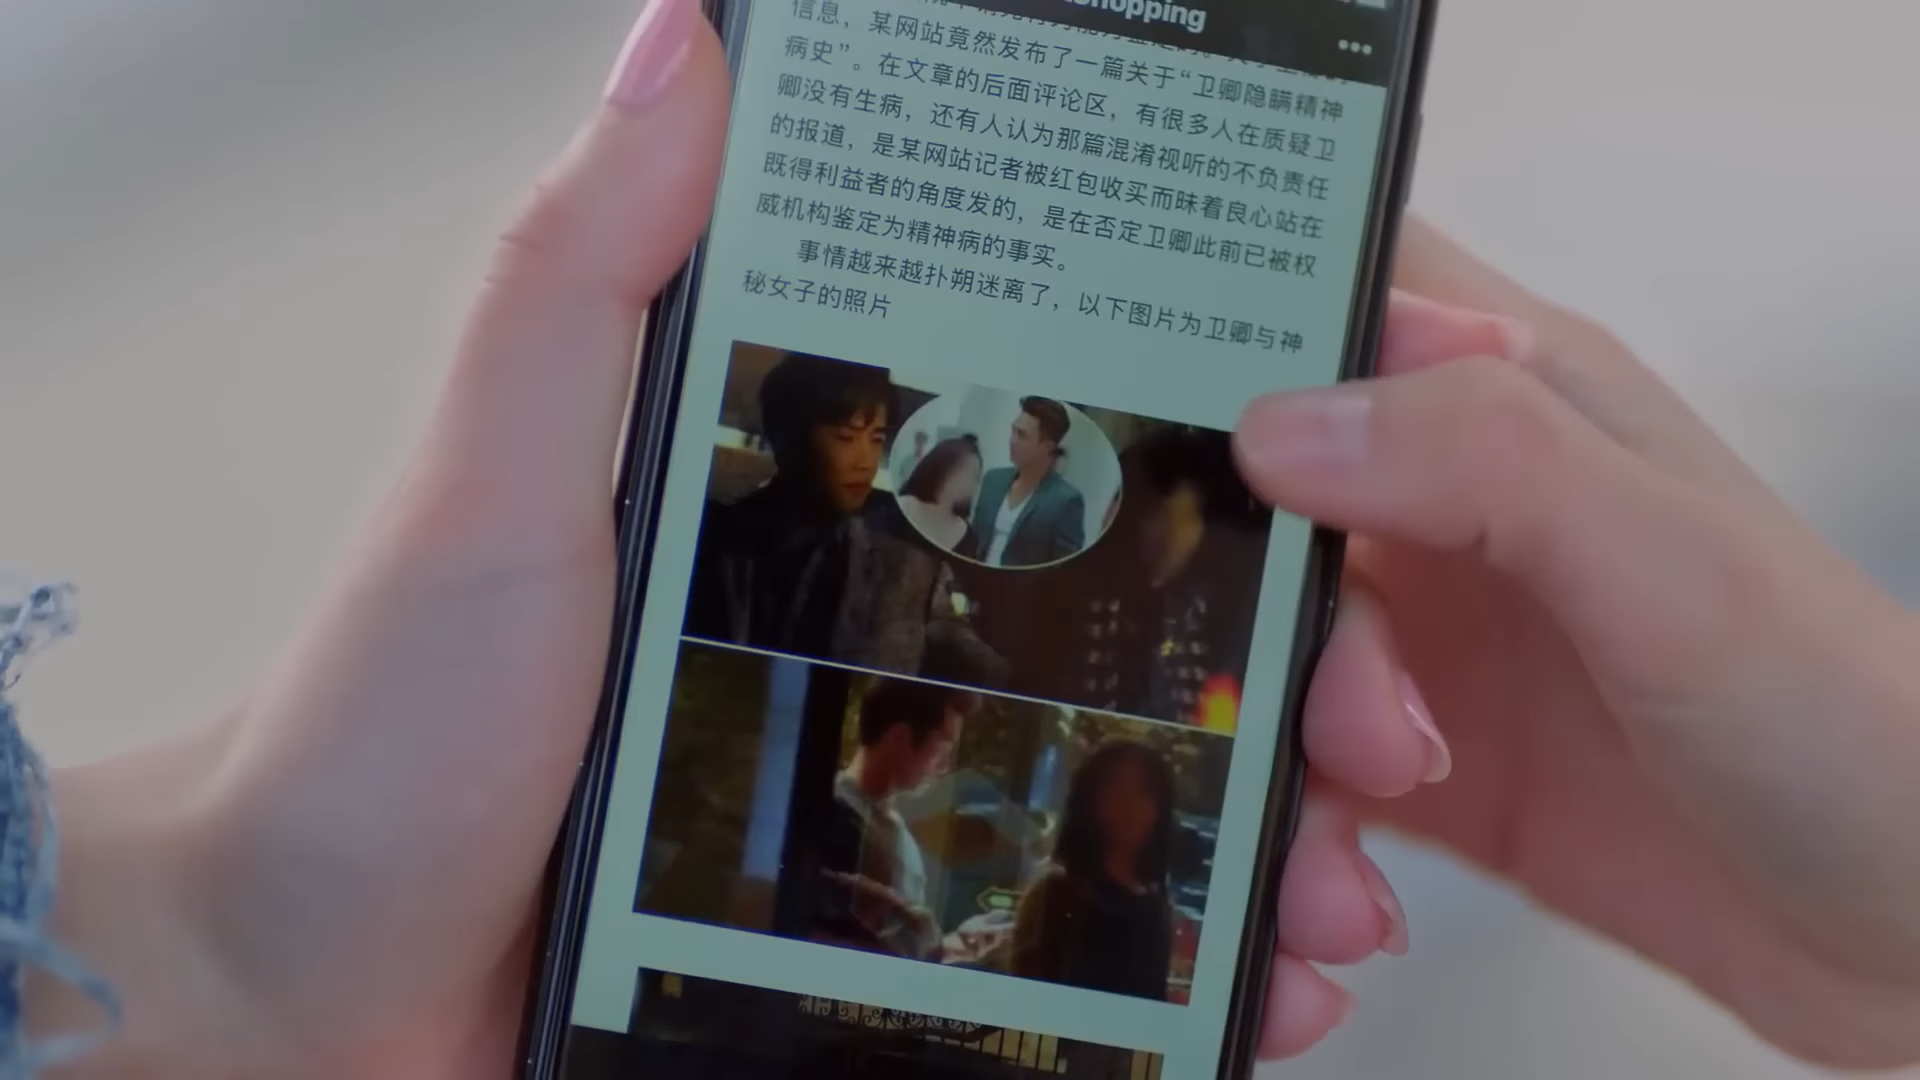 shopping
信息，某网站竟然发布了一篇关于“卫卿隐瞒精神
病史”。在文章的后面评论区，有很多人在质疑卫
卿没有生病，还有人认为那篇混淆视听的不负责任
的报道，是某网站记者被红包收买而昧着良心站在
既得利益者的角度发的，是在否定卫卿此前已被权
威机构鉴定为精神病的事实。
事情越来越扑朔迷离了，以下图片为卫卿与神
秘女子的照片